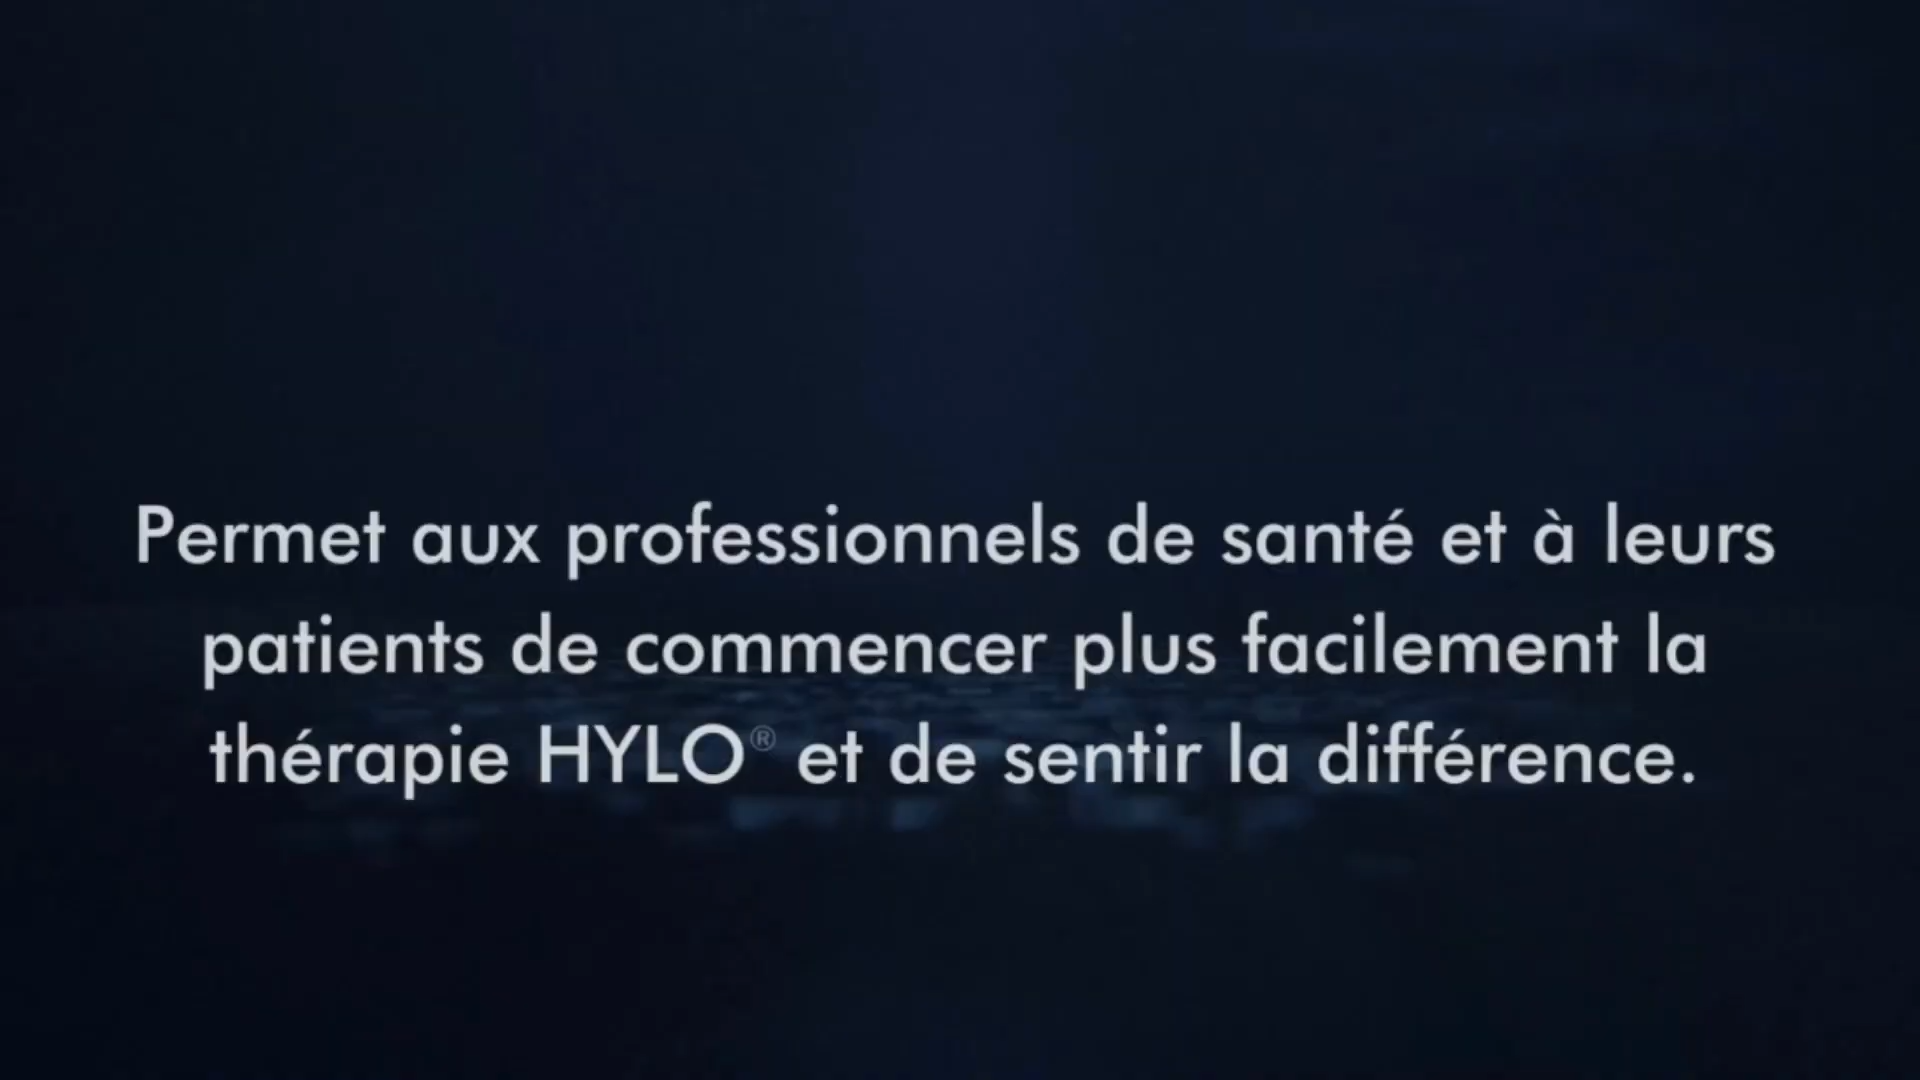 Permet aux professionnels de santé et à leurs
patients de commencer plus facilement la
thérapie HYLO® et de sentir la différence.